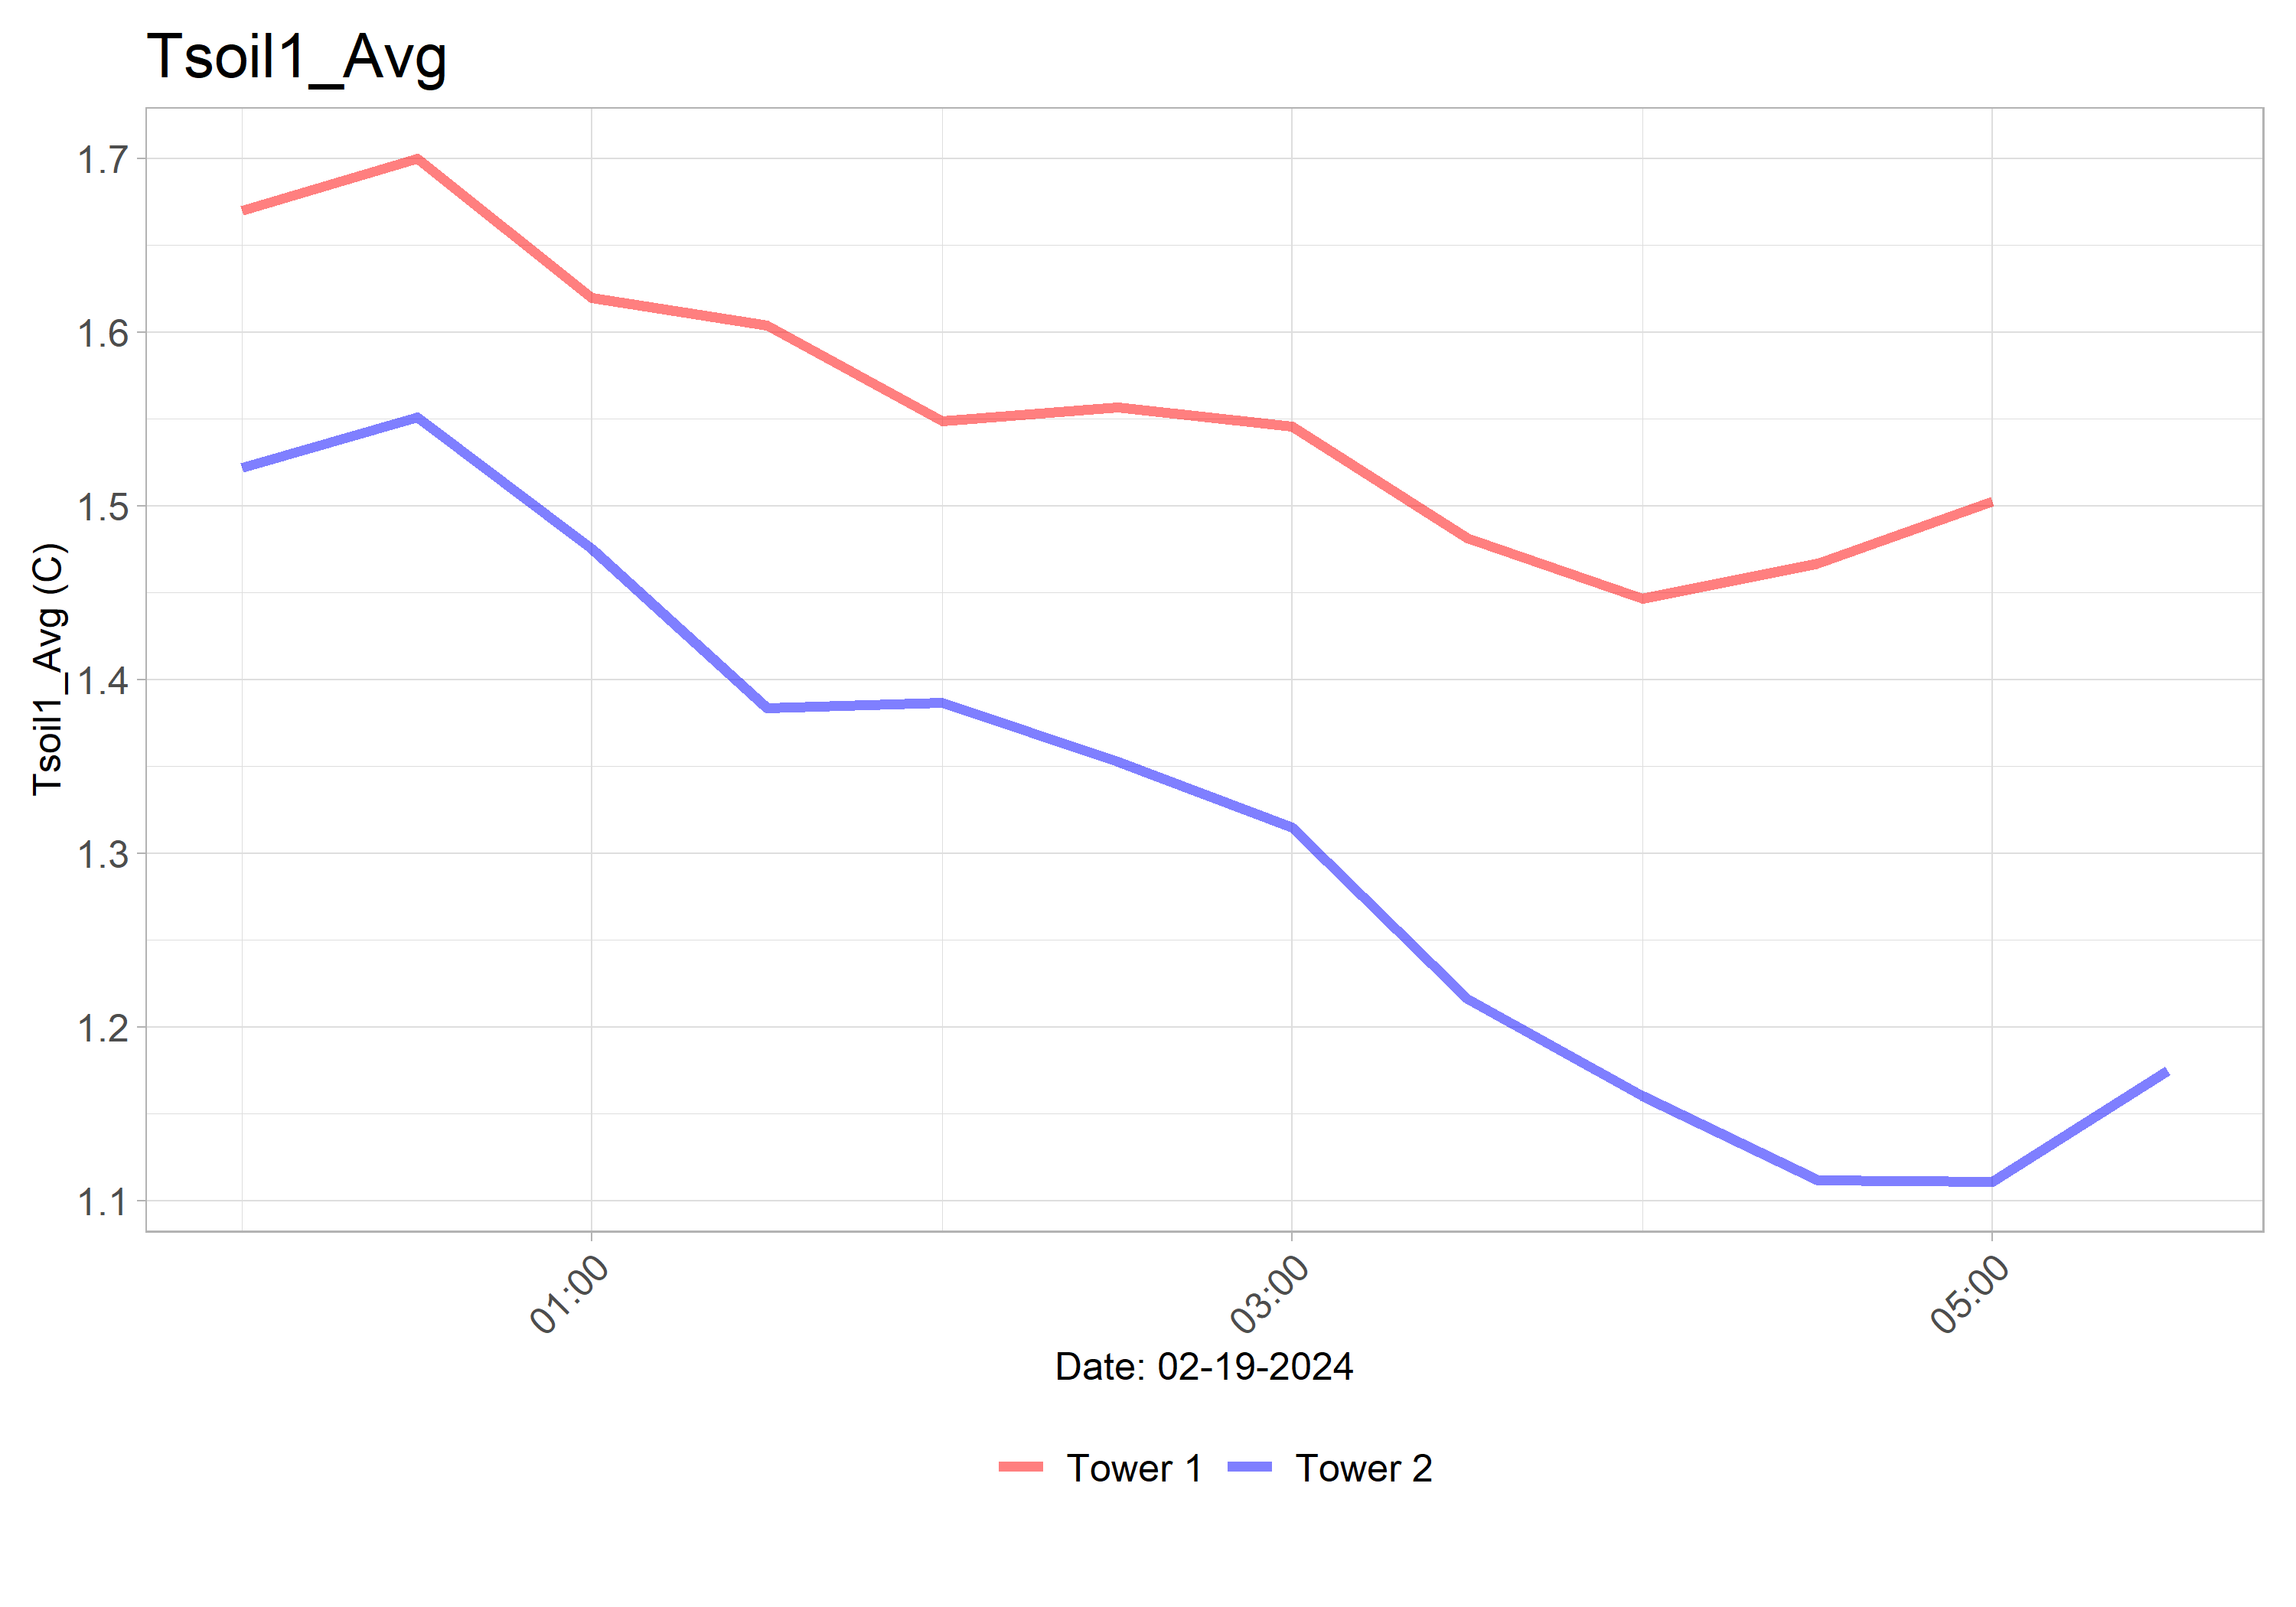 Tsoil1_Avg
Tsoil1_Avg (C)
1.7
1.6
1.5
1.4
1.3
1.2
1.1
01:00
03:00
05:00
Date: 02-19-2024
Tower 1 Tower 2